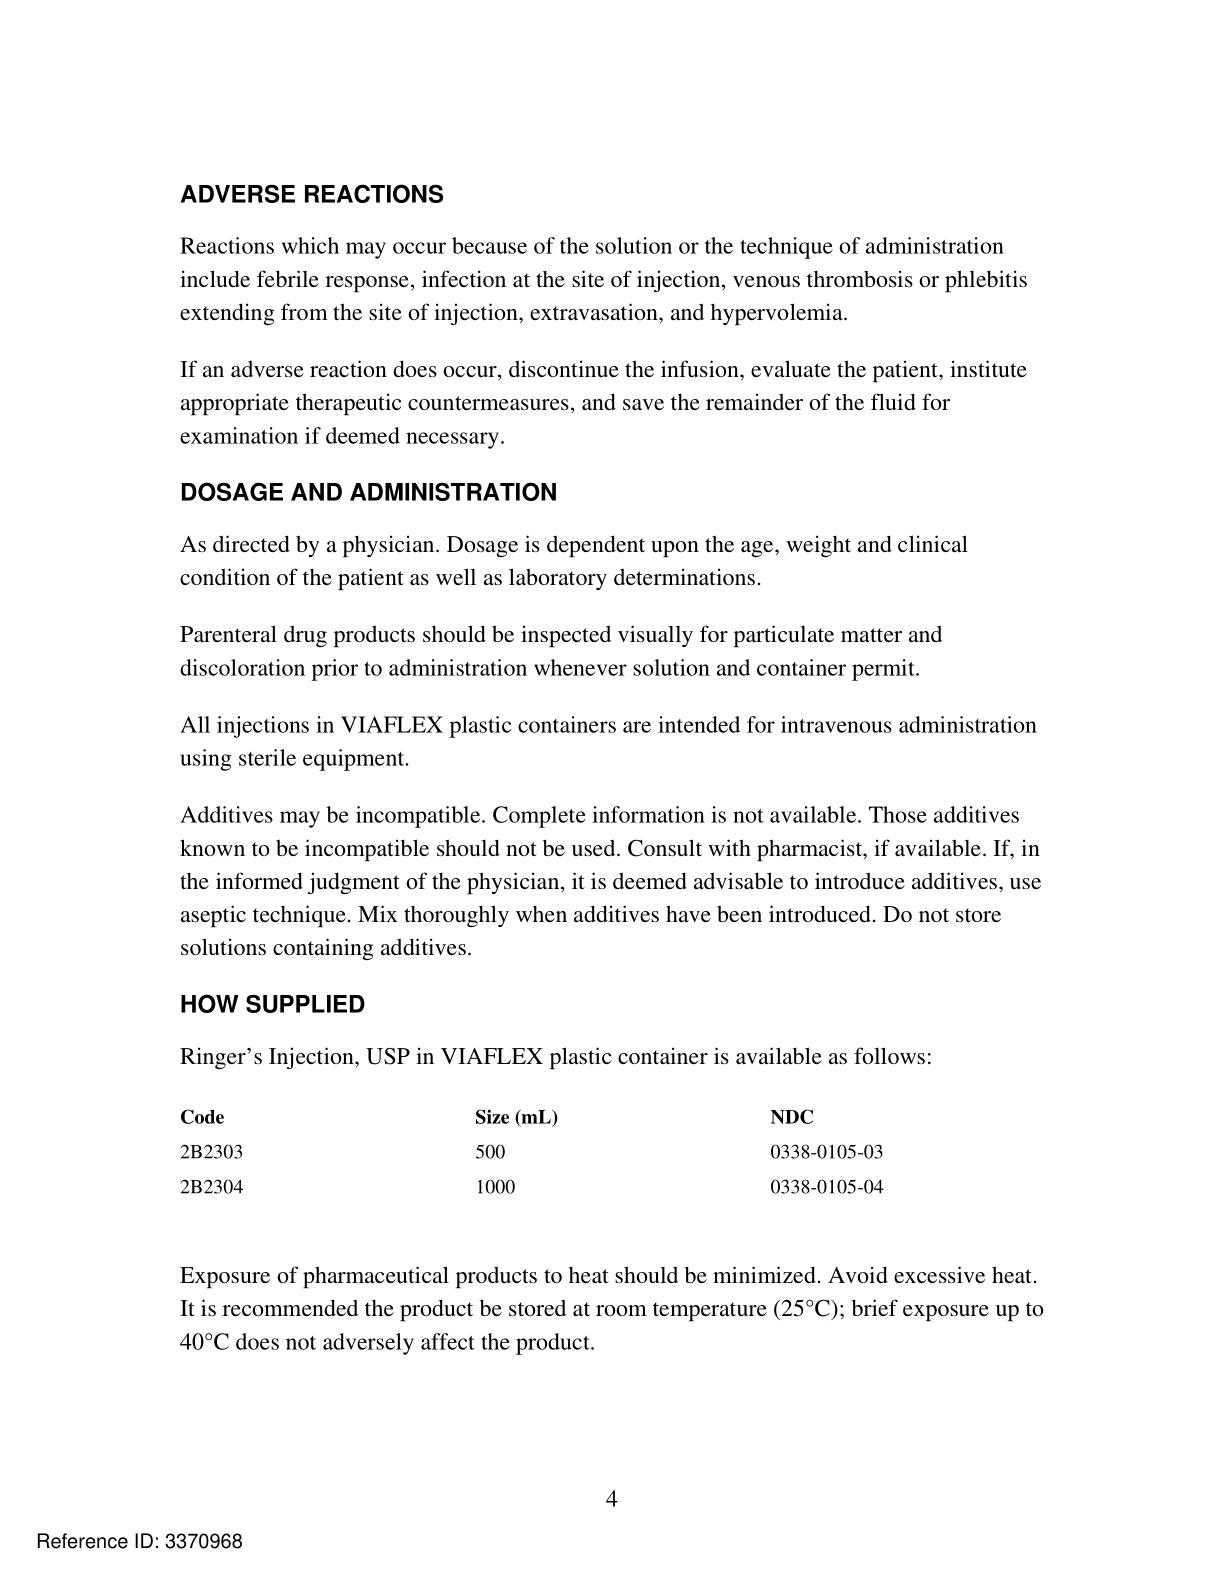 ADVERSE REACTIONS
Reactions which may occur because of the solution or the technique of administration
include febrile response, infection at the site of injection, venous thrombosis or phlebitis
extending from the site of injection, extravasation, and hypervolemia.
If an adverse reaction does occur, discontinue the infusion, evaluate the patient, institute
appropriate therapeutic countermeasures, and save the remainder of the fluid for
examination if deemed necessary.
DOSAGE AND ADMINISTRATION
As directed by a physician. Dosage is dependent upon the age, weight and clinical
condition of the patient as well as laboratory determinations.
Parenteral drug products should be inspected visually for particulate matter and
discoloration prior to administration whenever solution and container permit.
All injections in VIAFLEX plastic containers are intended for intravenous administration
using sterile equipment.
Additives may be incompatible. Complete information is not available. Those additives
known to be incompatible should not be used. Consult with pharmacist, if available. If, in
the informed judgment of the physician, it is deemed advisable to introduce additives, use
aseptic technique. Mix thoroughly when additives have been introduced. Do not store
solutions containing additives.
HOW SUPPLIED
Ringer’s Injection, USP in VIAFLEX plastic container is available as follows:
Code Size (mL) NDC
2B2303 500 0338-0105-03
2B2304 1000 0338-0105-04
Exposure of pharmaceutical products to heat should be minimized. Avoid excessive heat.
It is recommended the product be stored at room temperature (25°C); brief exposure up to
40°C does not adversely affect the product.
4
Reference ID: 3370968